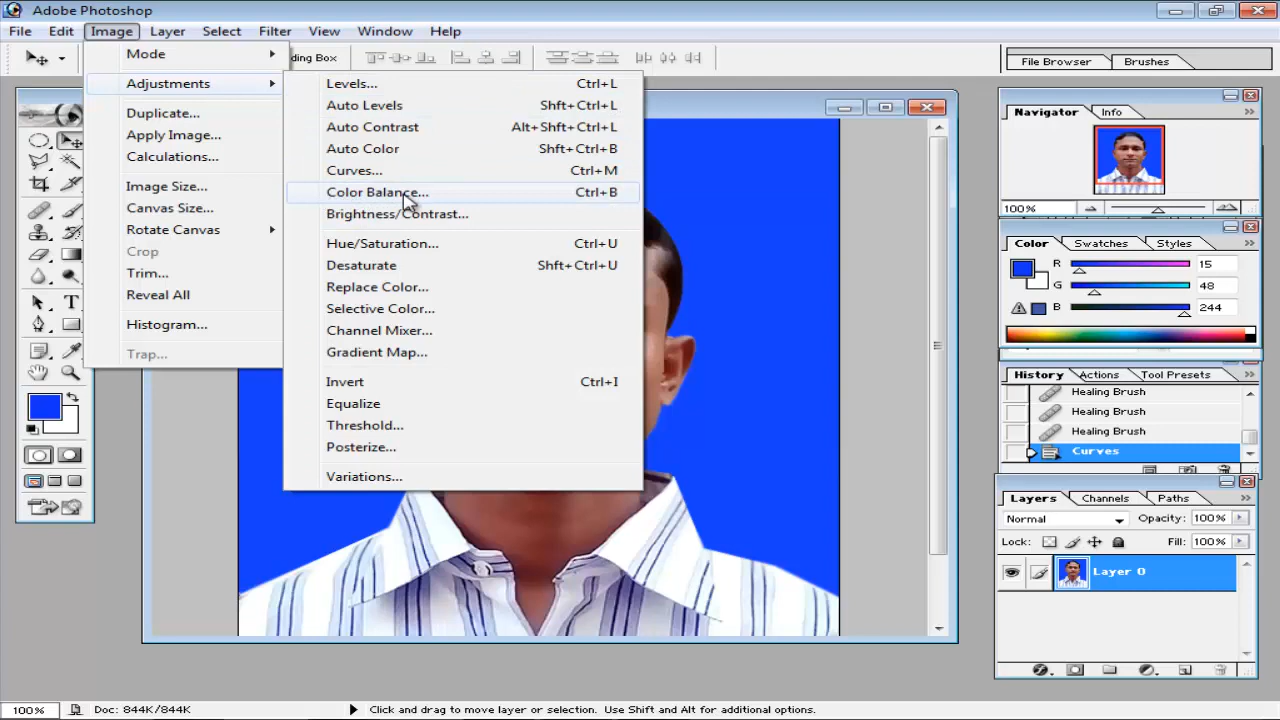 Adobe Photoshop
File Edit Image Layer Select Filter View Window Help
ding Box
File Browser Brushes
Mode
Adjustments
Duplicate...
Apply Image...
Calculations...
Image Size...
Canvas Size...
Rotate Canvas
Crop
Trim...
Reveal All
Histogram...
Trap...
Levels... Ctrl+L
Auto Levels Shft+Ctrl+L
Auto Contrast Alt+Shft+Ctrl+L
Auto Color Shft+Ctrl+B
Curves... Ctrl+M
Color Balance... Ctrl+B
Brightness/Contrast...
Hue/Saturation... Ctrl+U
Desaturate Shft+Ctrl+U
Replace Color...
Selective Color...
Channel Mixer...
Gradient Map...
Invert Ctrl+I
Equalize
Threshold...
Posterize...
Variations...
Navigator Info
100%
Color Swatches Styles
R 15
G 48
B 244
History Actions Tool Presets
Healing Brush
Healing Brush
Healing Brush
Curves
Layers Channels Paths
Normal Opacity: 100%
Lock: Fill: 100%
Layer 0
100% Doc: 844K/844K Click and drag to move layer or selection. Use Shift and Alt for additional options.